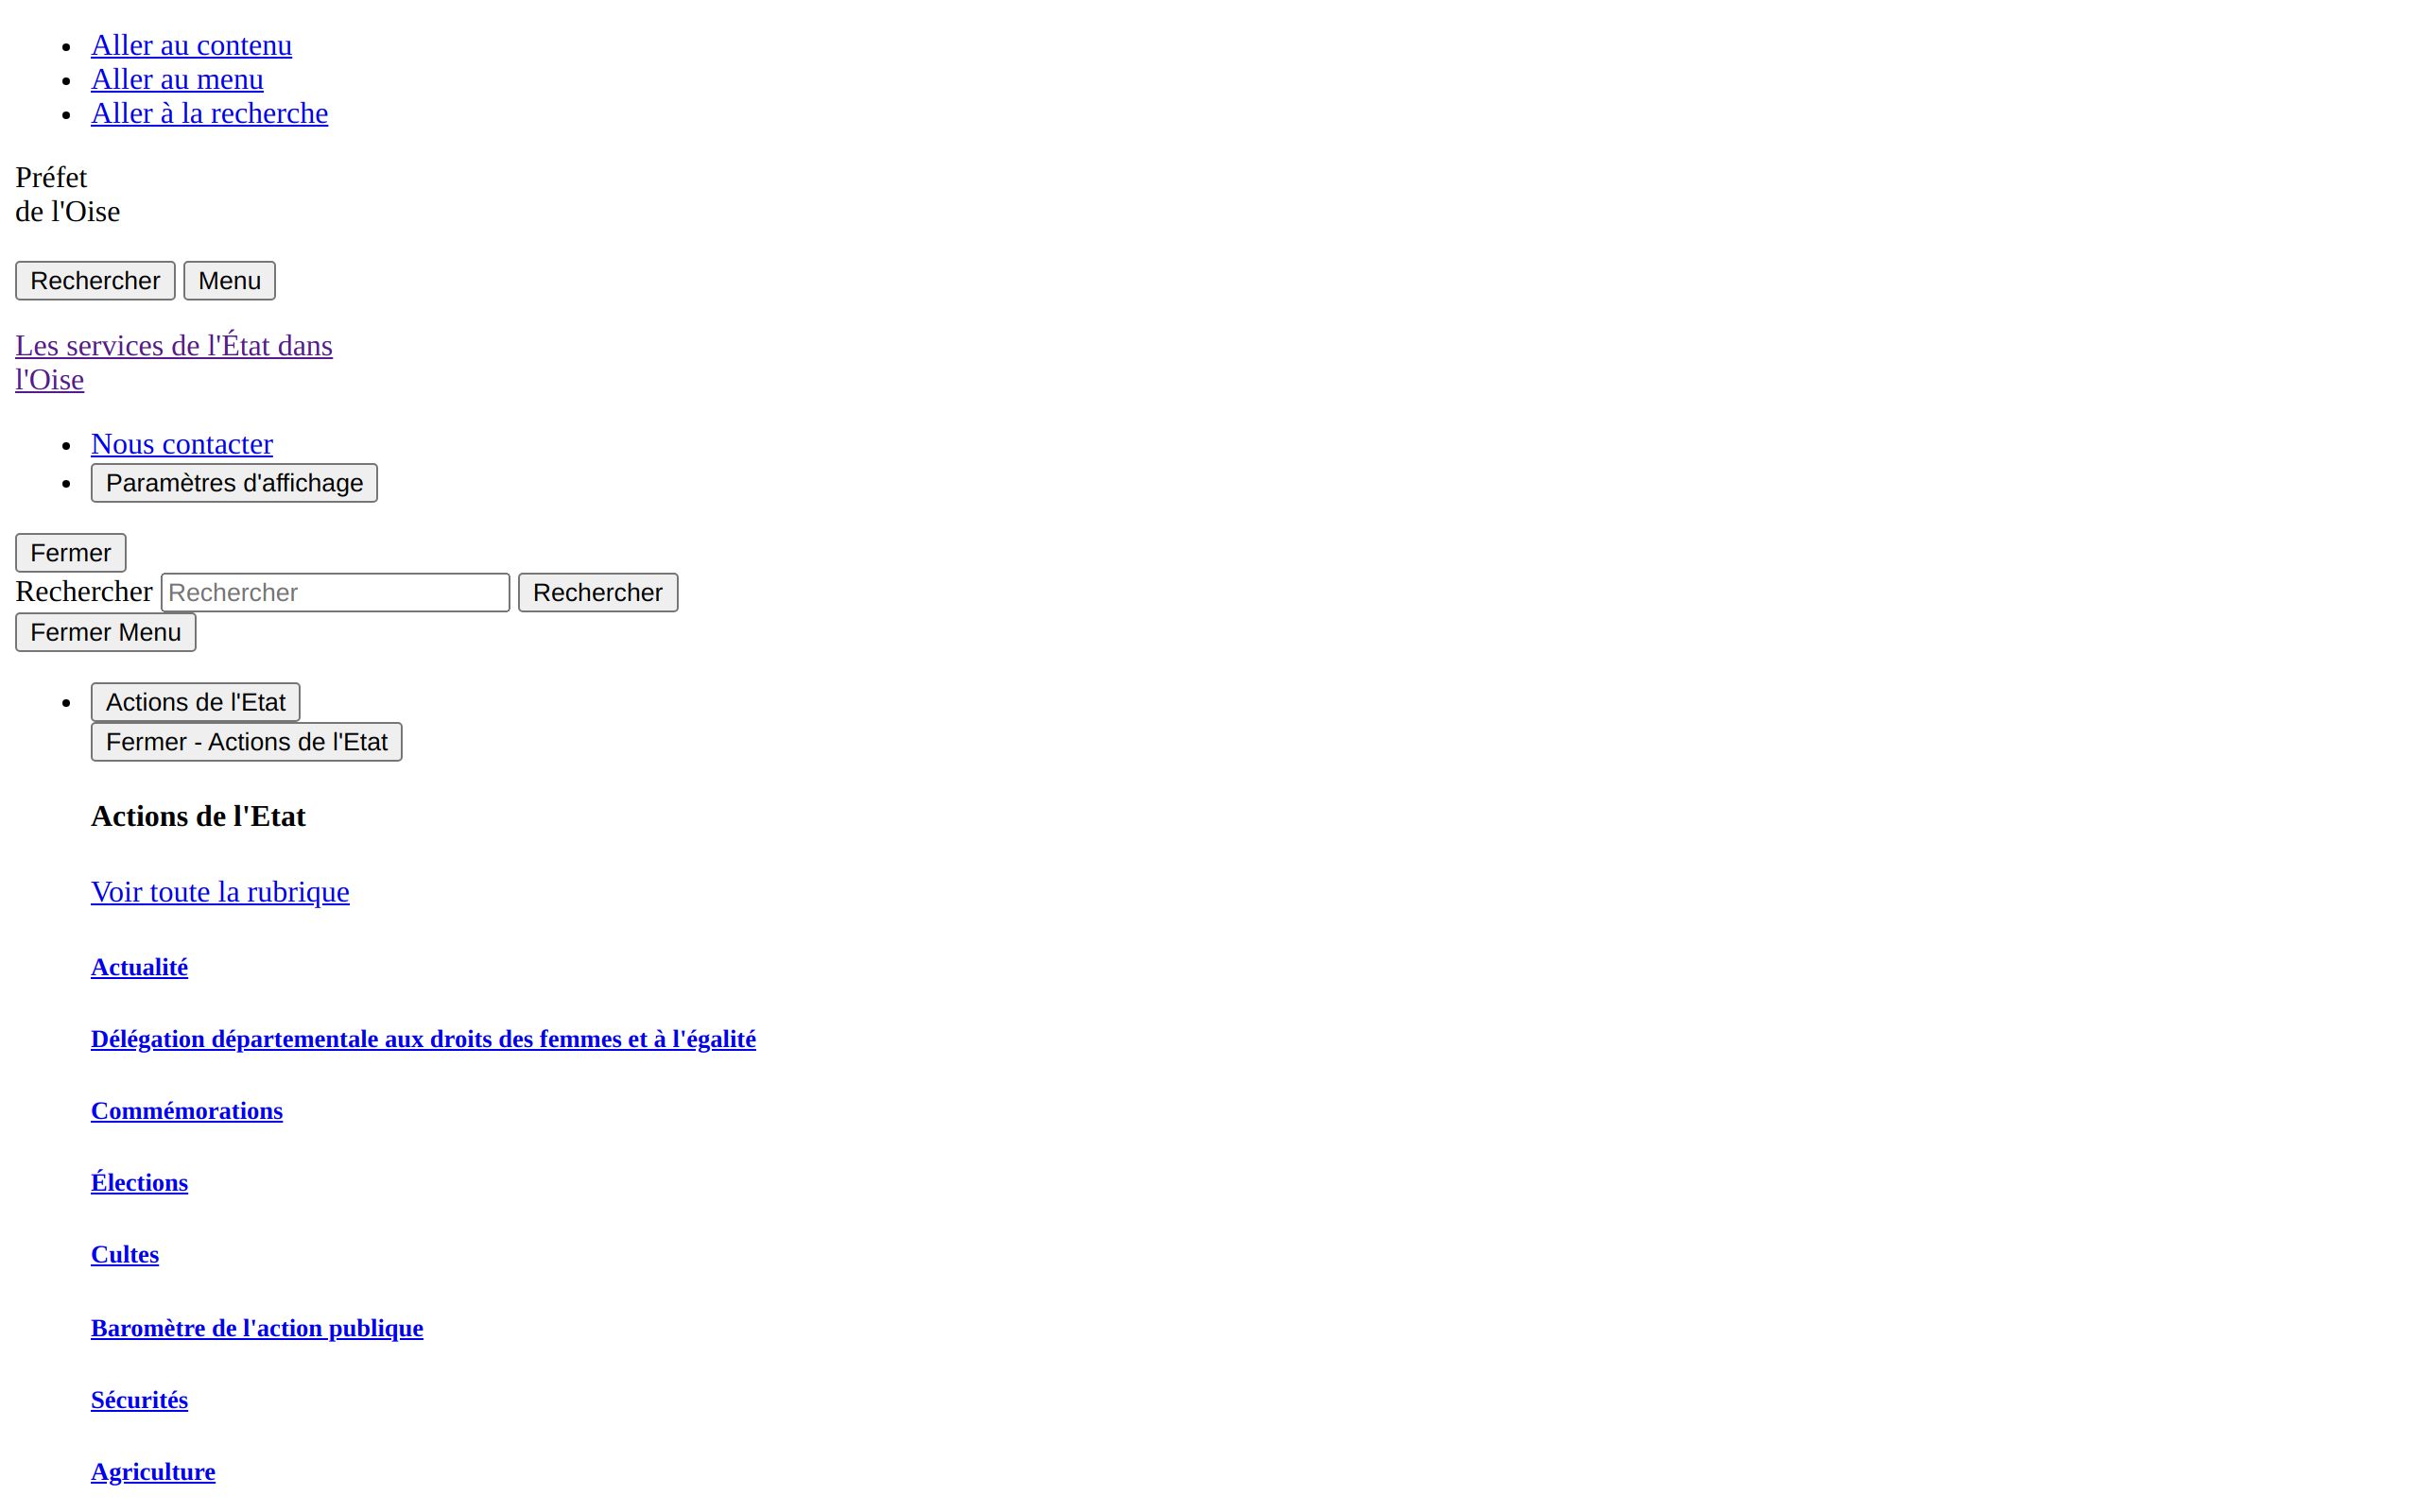 Aller au contenu
Aller au menu
Aller à la recherche
Préfet
de l'Oise
Rechercher Menu
Les services de l'État dans
l'Oise
Nous contacter
Paramètres d'affichage
Fermer
Rechercher Rechercher Rechercher
Fermer Menu
Actions de l'Etat
Fermer - Actions de l'Etat
Actions de l'Etat
Voir toute la rubrique
Actualité
Délégation départementale aux droits des femmes et à l'égalité
Commémorations
Élections
Cultes
Baromètre de l'action publique
Sécurités
Agriculture